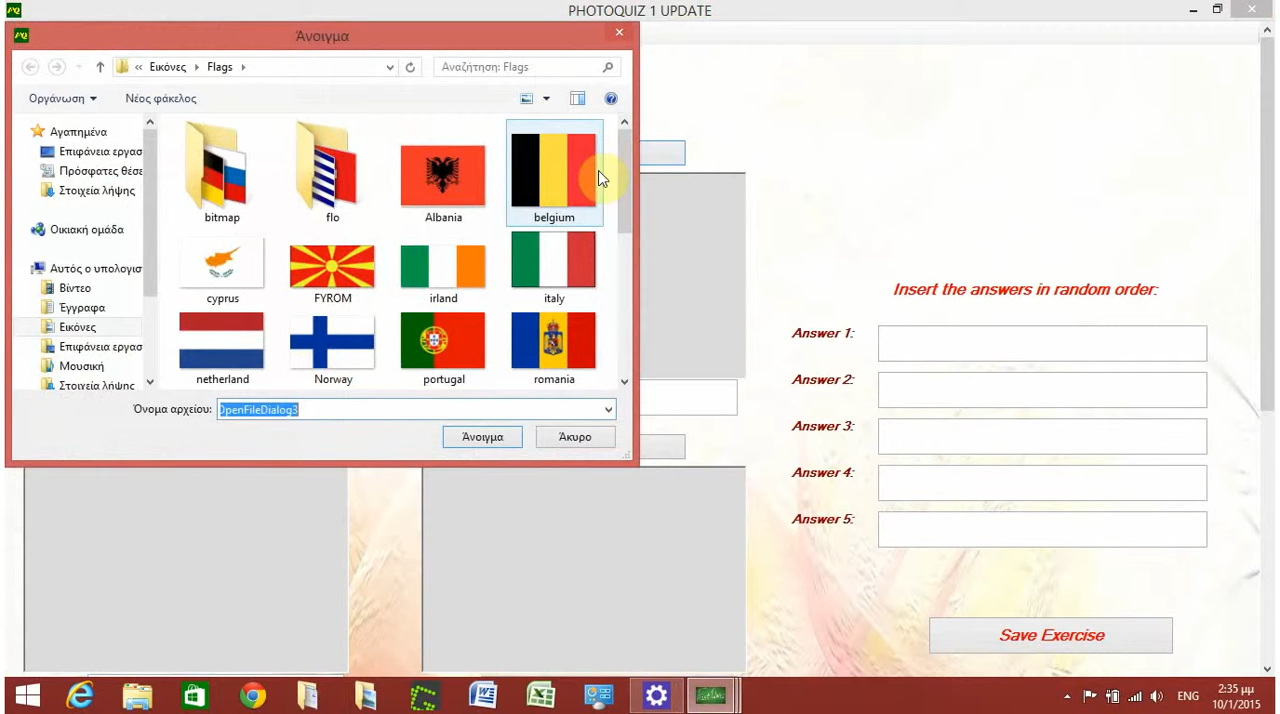 PHOTOQUIZ 1 UPDATE
Άνοιγμα
Εικόνες
Flags
Αναζήτηση: Flags
Οργάνωση
Νέος φάκελος
Αγαπημένα
Επιφάνεια εργασ
Πρόσφατες θέσε
Στοιχεία λήψης
Οικιακή ομάδα
Αυτός ο υπολογισ
Βίντεο
Έγγραφα
Εικόνες
Επιφάνεια εργασ
Μουσική
Στοιχεία λήψης
bitmap
flo
Albania
belgium
cyprus
FYROM
irland
italy
netherland
Norway
portugal
romania
Όνομα αρχείου:
OpenFileDialog3
Άνοιγμα
Άκυρο
Insert the answers in random order:
Answer 1:
Answer 2:
Answer 3:
Answer 4:
Answer 5:
Save Exercise
ENG
2:35 μμ
10/1/2015